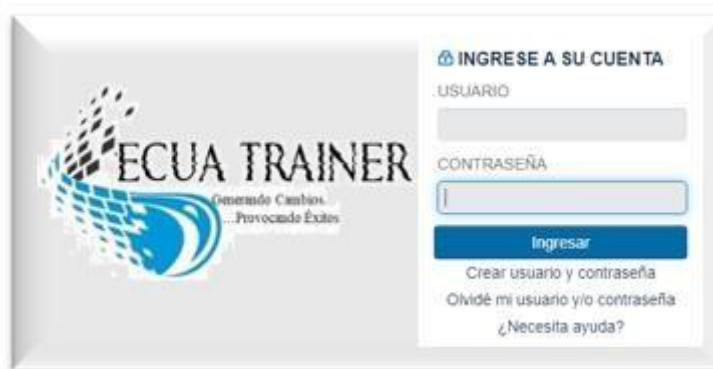 ECUA TRAINER
Generando Cambios.
...Provocando Éxitos
INGRESE A SU CUENTA
USUARIO
CONTRASEÑA
Ingresar
Crear usuario y contraseña
Olvidé mi usuario y/o contraseña
¿Necesita ayuda?